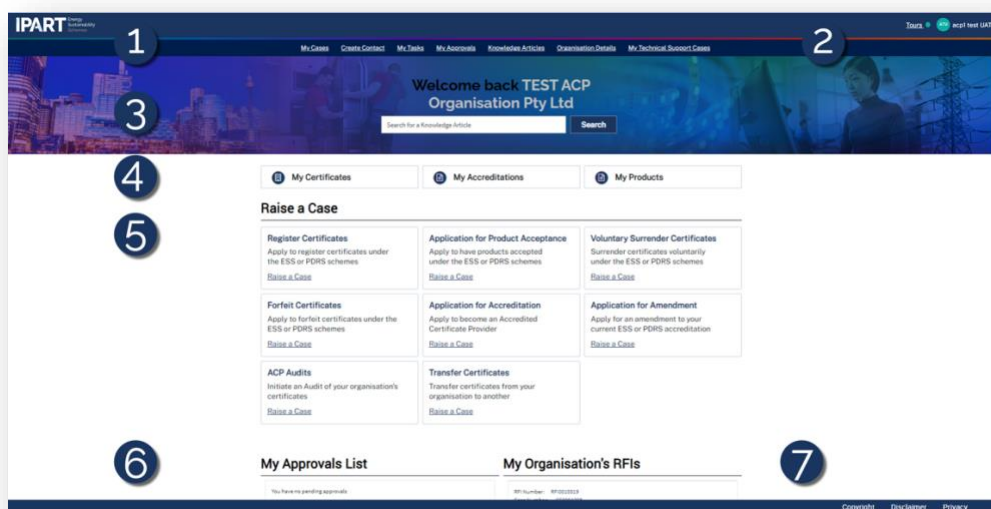 IPART Energy
Sustainability
Schemes
Tours
acp1 test UAT
1
2
My Cases Create Contact My Tasks My Approvals Knowledge Articles Organisation Details My Technical Support Cases
Welcome back TEST ACP
Organisation Pty Ltd
3
Search for a Knowledge Article Search
4
My Certificates My Accreditations My Products
5
Raise a Case
Register Certificates
Apply to register certificates under
the ESS or PDRS schemes
Raise a Case
Application for Product Acceptance
Apply to have products accepted
under the ESS or PDRS schemes
Raise a Case
Voluntary Surrender Certificates
Surrender certificates voluntarily
under the ESS or PDRS schemes
Raise a Case
Forfeit Certificates
Apply to forfeit certificates under the
ESS or PDRS schemes
Raise a Case
Application for Accreditation
Apply to become an Accredited
Certificate Provider
Raise a Case
Application for Amendment
Apply for an amendment to your
current ESS or PDRS accreditation
Raise a Case
ACP Audits
Initiate an Audit of your organisation's
certificates
Raise a Case
Transfer Certificates
Transfer certificates from your
organisation to another
Raise a Case
6
My Approvals List
You have no pending approvals
My Organisation's RFIs
7
RFI Number:
Copyright Disclaimer Privacy